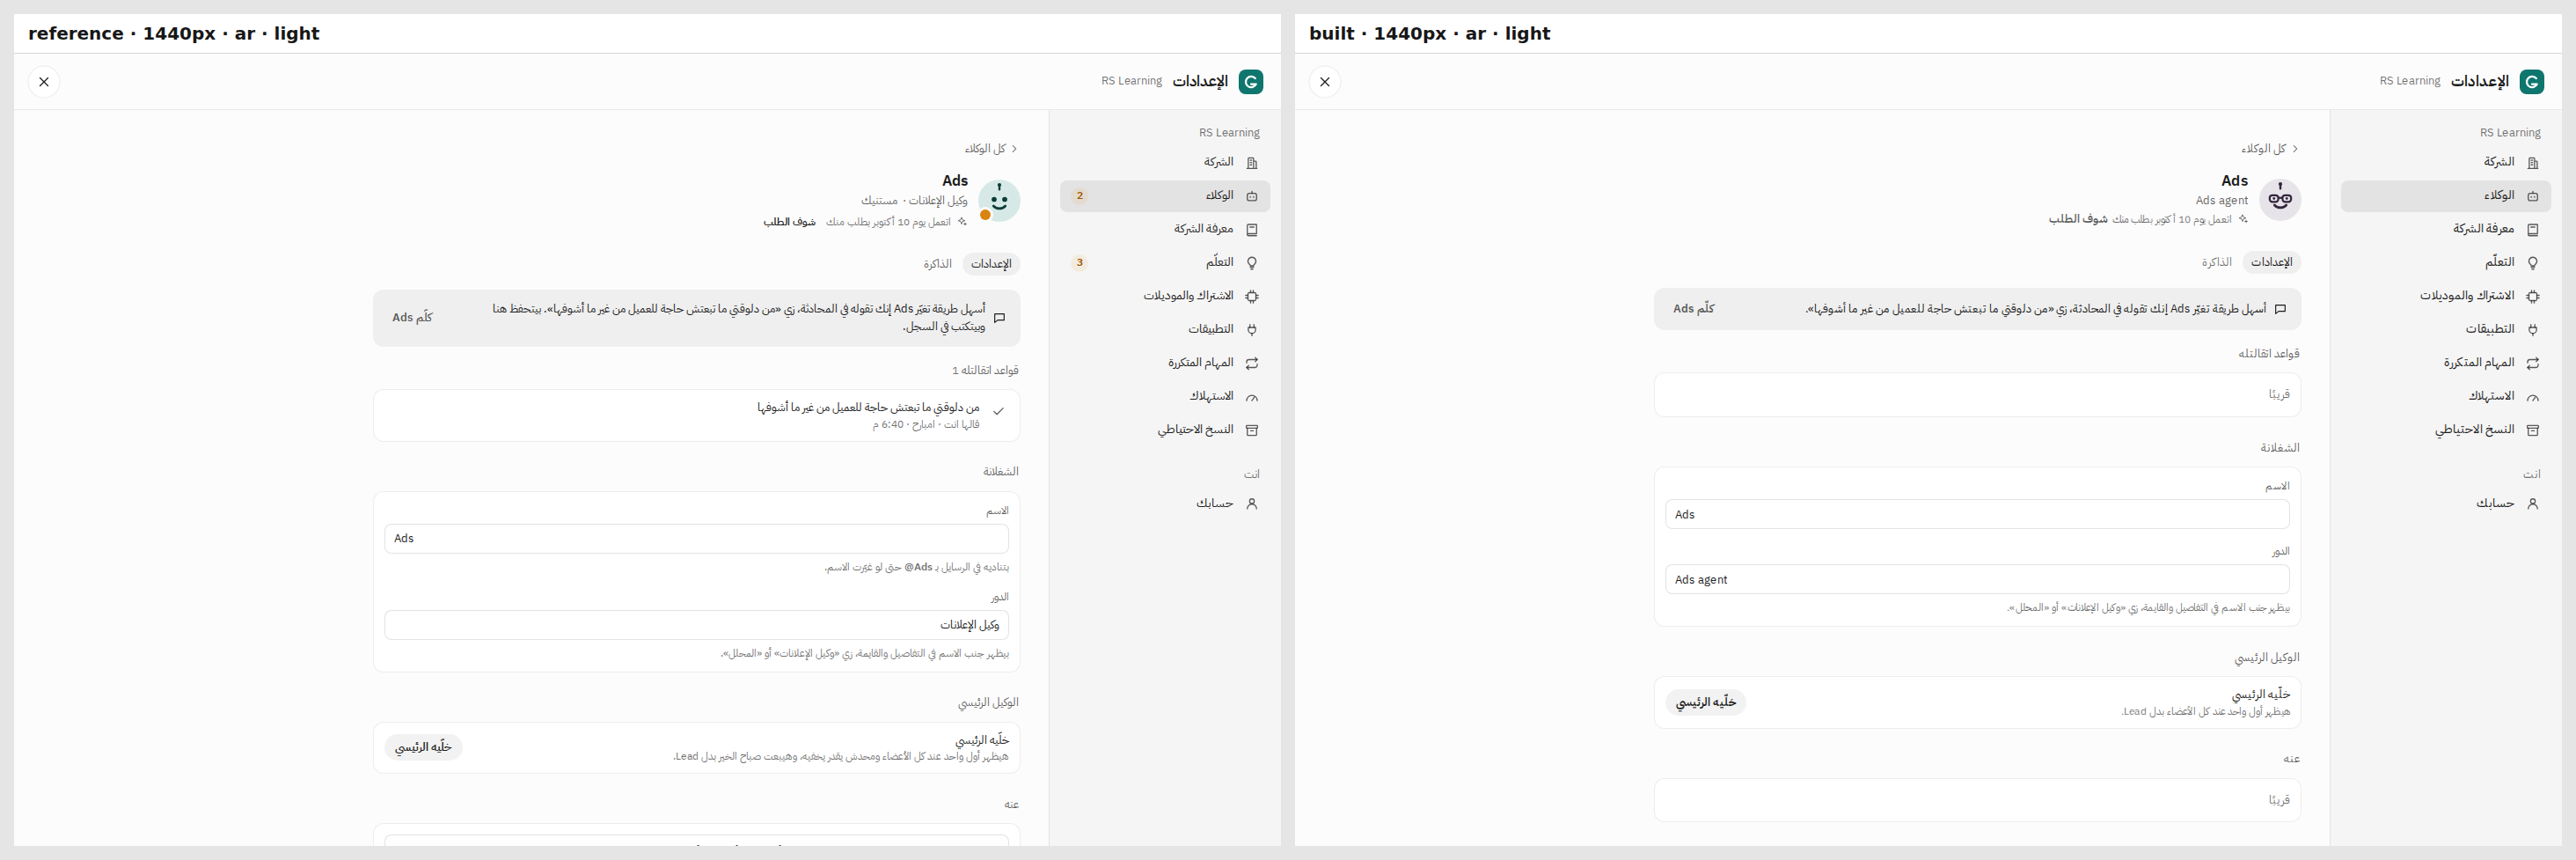 reference · 1440px · ar · light
الإعدادات RS Learning
RS Learning
الشركة
الوكلاء 2
معرفة الشركة
التعلّم 3
الاشتراك والموديلات
التطبيقات
المهام المتكررة
الاستهلاك
النسخ الاحتياطي
انت
حسابك
كل الوكلاء
Ads
وكيل الإعلانات · مستنيك
اتعمل يوم 10 أكتوبر بطلب منك شوف الطلب
الإعدادات الذاكرة
أسهل طريقة تغيّر Ads إنك تقوله في المحادثة، زي «من دلوقتي ما تبعتش حاجة للعميل من غير ما أشوفها». بيتحفظ هنا
وبيتكتب في السجل.
كلّم Ads
قواعد اتقالتله 1
من دلوقتي ما تبعتش حاجة للعميل من غير ما أشوفها
قالها انت · امبارح · 6:40 م
الشغلانة
الاسم
Ads
بتناديه في الرسايل بـ @Ads حتى لو غيّرت الاسم.
الدور
وكيل الإعلانات
بيظهر جنب الاسم في التفاصيل والقايمة، زي «وكيل الإعلانات» أو «المحلل».
الوكيل الرئيسي
خلّيه الرئيسي
هيظهر أول واحد عند كل الأعضاء ومحدش يقدر يخفيه، وهيبعت صباح الخير بدل Lead.
خلّيه الرئيسي
عنه
built · 1440px · ar · light
الإعدادات RS Learning
RS Learning
الشركة
الوكلاء
معرفة الشركة
التعلّم
الاشتراك والموديلات
التطبيقات
المهام المتكررة
الاستهلاك
النسخ الاحتياطي
انت
حسابك
كل الوكلاء
Ads
Ads agent
اتعمل يوم 10 أكتوبر بطلب منك شوف الطلب
الإعدادات الذاكرة
أسهل طريقة تغيّر Ads إنك تقوله في المحادثة، زي «من دلوقتي ما تبعتش حاجة للعميل من غير ما أشوفها».
كلّم Ads
قواعد اتقالتله
قريبًا
الشغلانة
الاسم
Ads
الدور
Ads agent
بيظهر جنب الاسم في التفاصيل والقايمة، زي «وكيل الإعلانات» أو «المحلل».
الوكيل الرئيسي
خلّيه الرئيسي
هيظهر أول واحد عند كل الأعضاء بدل Lead.
خلّيه الرئيسي
عنه
قريبًا